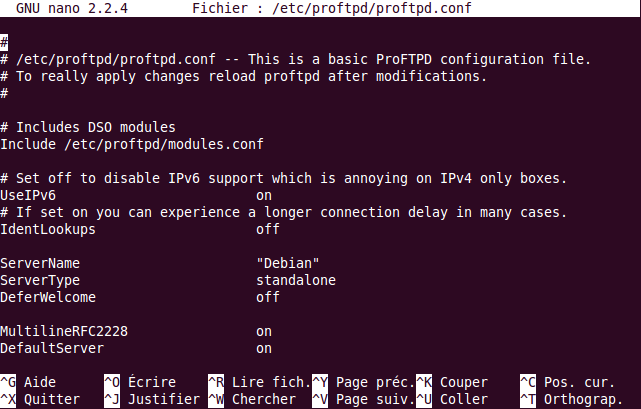 GNU nano 2.2.4 Fichier : /etc/proftpd/proftpd.conf
#
# /etc/proftpd/proftpd.conf -- This is a basic ProFTPD configuration file.
# To really apply changes reload proftpd after modifications.
#
# Includes DSO modules
Include /etc/proftpd/modules.conf
# Set off to disable IPv6 support which is annoying on IPv4 only boxes.
UseIPv6 on
# If set on you can experience a longer connection delay in many cases.
IdentLookups off
ServerName "Debian"
ServerType standalone
DeferWelcome off
MultilineRFC2228 on
DefaultServer on
^G Aide ^O Écrire ^R Lire fich. ^Y Page préc. ^K Couper ^C Pos. cur.
^X Quitter ^J Justifier ^W Chercher ^V Page suiv. ^U Coller ^T Orthograp.